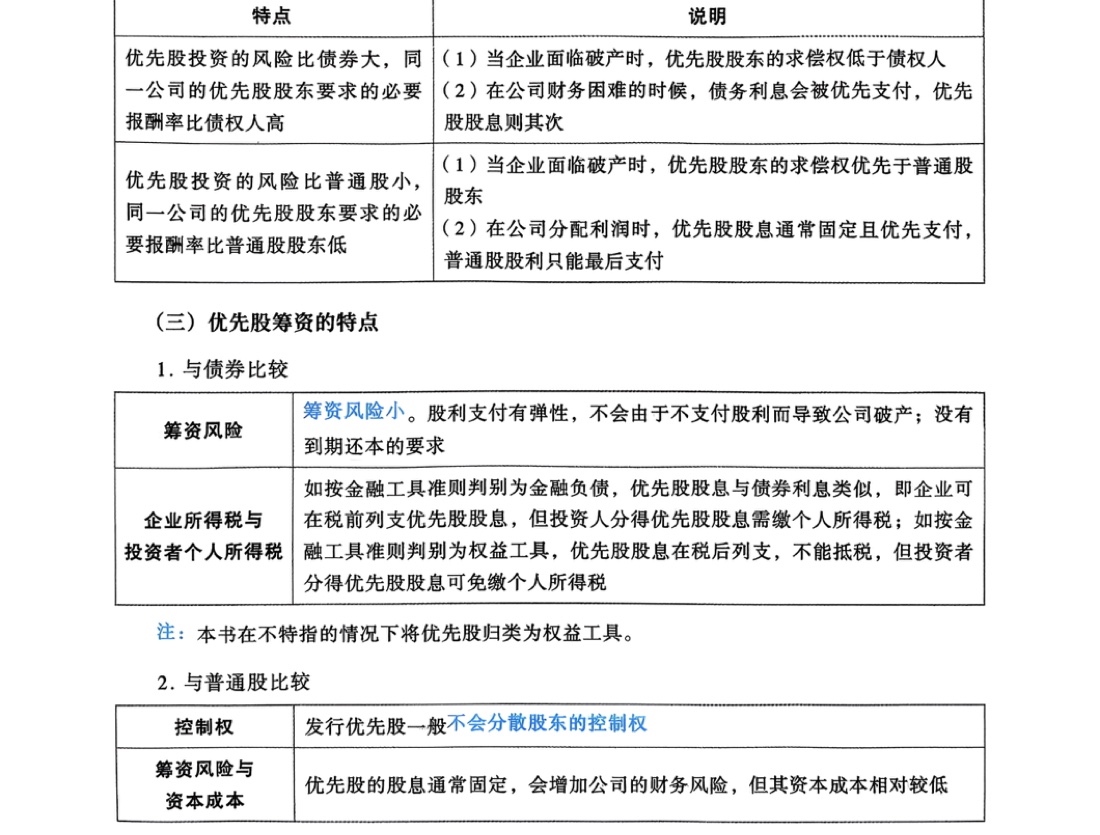 特点
说明
优先股投资的风险比债券大，同
一公司的优先股股东要求的必要
报酬率比债权人高
（1）当企业面临破产时，优先股股东的求偿权低于债权人
（2）在公司财务困难的时候，债务利息会被优先支付，优先
股股息则其次
优先股投资的风险比普通股小，
同一公司的优先股股东要求的必
要报酬率比普通股股东低
（1）当企业面临破产时，优先股股东的求偿权优先于普通股
股东
（2）在公司分配利润时，优先股股息通常固定且优先支付，
普通股股利只能最后支付
（三）优先股筹资的特点
1. 与债券比较
筹资风险
筹资风险小。股利支付有弹性，不会由于不支付股利而导致公司破产；没有
到期还本的要求
企业所得税与
投资者个人所得税
如按金融工具准则判别为金融负债，优先股股息与债券利息类似，即企业可
在税前列支优先股股息，但投资人分得优先股股息需缴个人所得税；如按金
融工具准则判别为权益工具，优先股股息在税后列支，不能抵税，但投资者
分得优先股股息可免缴个人所得税
注：本书在不特指的情况下将优先股归类为权益工具。
2. 与普通股比较
控制权
发行优先股一般不会分散股东的控制权
筹资风险与
资本成本
优先股的股息通常固定，会增加公司的财务风险，但其资本成本相对较低